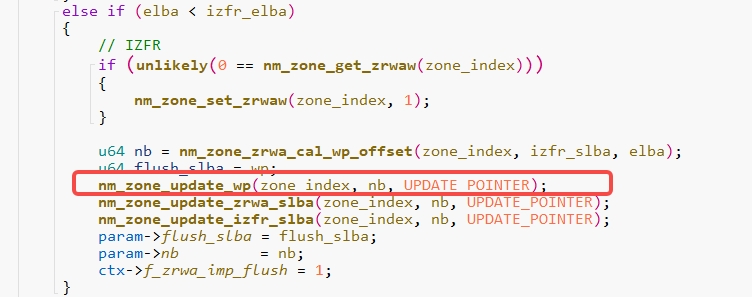 else if (elba < izfr_elba)
{
// IZFR
if (unlikely(0 == nm_zone_get_zrwaw(zone_index)))
{
nm_zone_set_zrwaw(zone_index, 1);
}
u64 nb = nm_zone_zrwa_cal_wp_offset(zone_index, izfr_slba, elba);
u64 flush_slba = wp;
nm_zone_update_wp(zone_index, nb, UPDATE_POINTER);
nm_zone_update_zrwa_slba(zone_index, nb, UPDATE_POINTER);
nm_zone_update_izfr_slba(zone_index, nb, UPDATE_POINTER);
param->flush_slba = flush_slba;
param->nb = nb;
ctx->f_zrwa_imp_flush = 1;
}